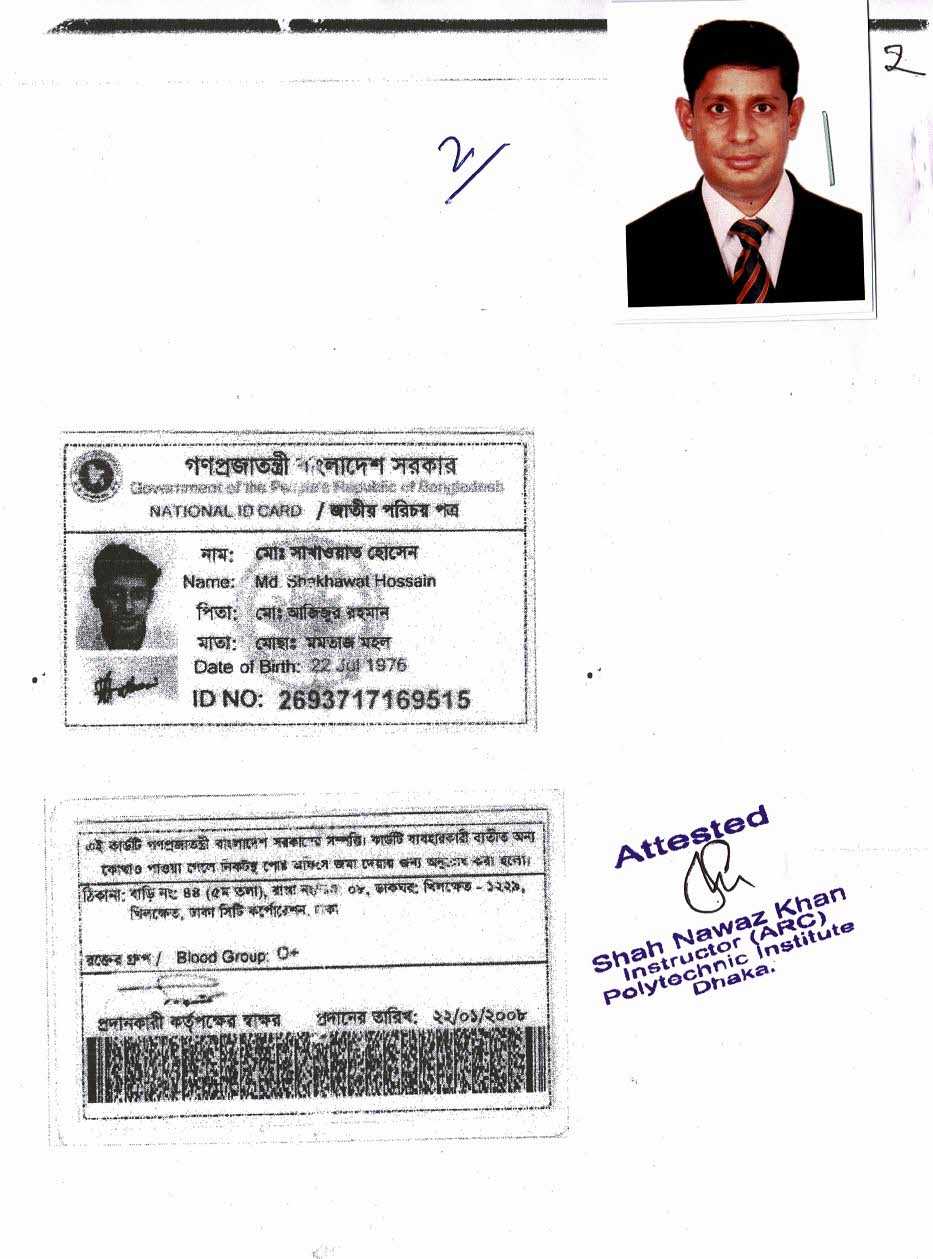 2
২/
গণপ্রজাতন্ত্রী বাংলাদেশ সরকার
Government of the People's Republic of Bangladesh
NATIONAL ID CARD / জাতীয় পরিচয় পত্র
নাম: মোঃ সাখাওয়াত হোসেন
Name: Md. Shakhawat Hossain
পিতা: মোঃ আজিজুর রহমান
মাতা: মোছাঃ মমতাজ মহল
Date of Birth: 22 Jul 1976
ID NO: 2693717169515
এই কার্ডটি গণপ্রজাতন্ত্রী বাংলাদেশ সরকারের সম্পত্তি। কার্ডটি ব্যবহারকারী ব্যতীত অন্য
কোথাও পাওয়া গেলে নিকটস্থ পোস্ট অফিসে জমা দেয়ার জন্য অনুরোধ করা হলো।
ঠিকানা: বাড়ি নং: ৪৪ (৫ম তলা), রাস্তা নং ০৮, ডাকঘর: খিলক্ষেত - ১২২৯,
খিলক্ষেত, ঢাকা সিটি কর্পোরেশন, ঢাকা
রক্তের গ্রুপ / Blood Group: O+
প্রদানকারী কর্তৃপক্ষের স্বাক্ষর প্রদানের তারিখ: ২২/০১/২০০৮
Attested
Shah Nawaz Khan
Instructor (ARC)
Polytechnic Institute
Dhaka.